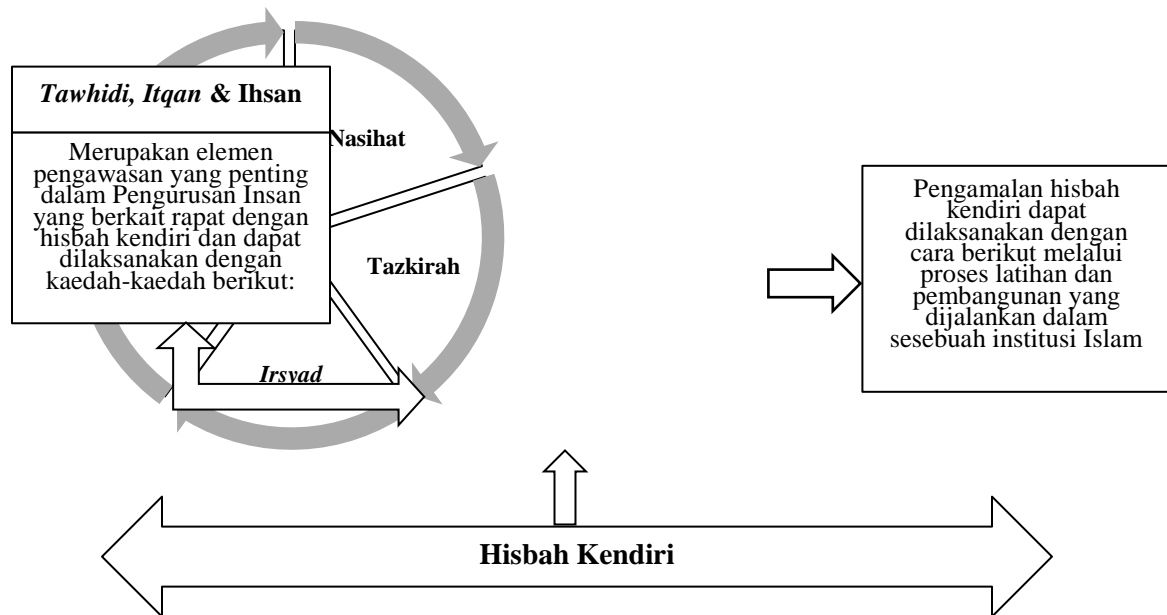 Tawhidi, Itqan & Ihsan
Merupakan elemen
pengawasan yang penting
dalam Pengurusan Insan
yang berkait rapat dengan
hisbah kendiri dan dapat
dilaksanakan dengan
kaedah-kaedah berikut:
Nasihat
Tazkirah
Irsyad
Pengamalan hisbah
kendiri dapat
dilaksanakan dengan
cara berikut melalui
proses latihan dan
pembangunan yang
dijalankan dalam
sesebuah institusi Islam
Hisbah Kendiri